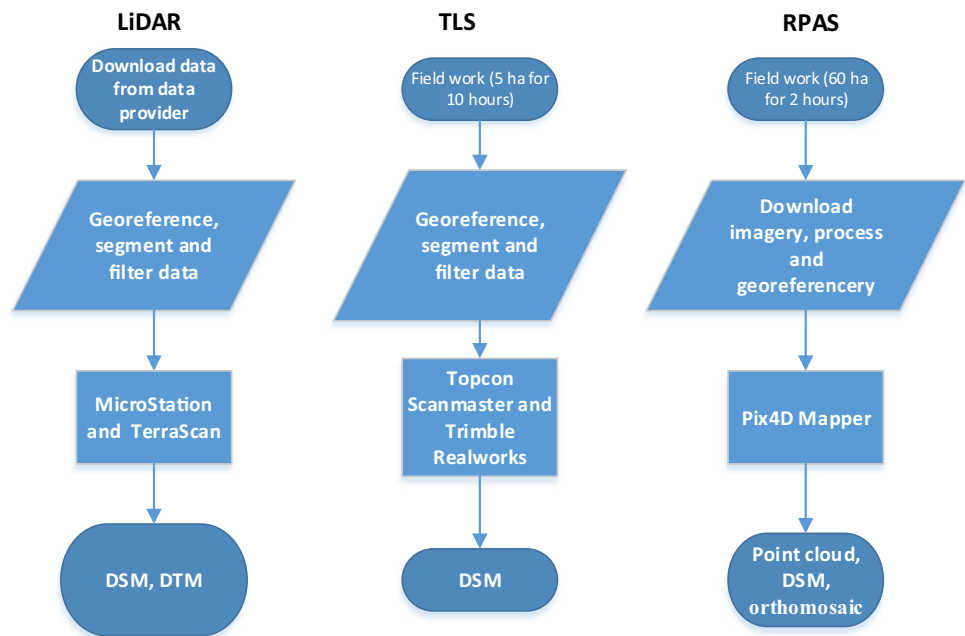 LiDAR
Download data
from data
provider
Georeference,
segment and
filter data
MicroStation
and TerraScan
DSM, DTM
TLS
Field work (5 ha for
10 hours)
Georeference,
segment and
filter data
Topcon
Scanmaster and
Trimble
Realworks
DSM
RPAS
Field work (60 ha
for 2 hours)
Download
imagery, process
and
georeferencery
Pix4D Mapper
Point cloud,
DSM,
orthomosaic